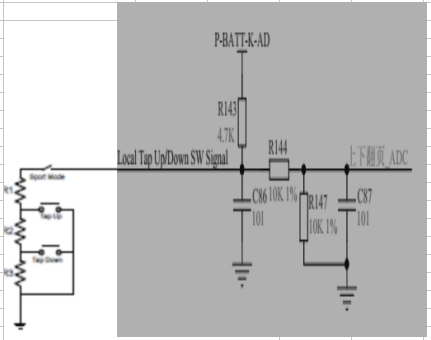 P-BATT-K-AD
R143
4.7K
Local Tap Up/Down SW Signal
R144
10K 1%
上下翻页_ADC
C86
101
R147
10K 1%
C87
101
Sport Mode
R1
Tap Up
R2
Tap Down
R3